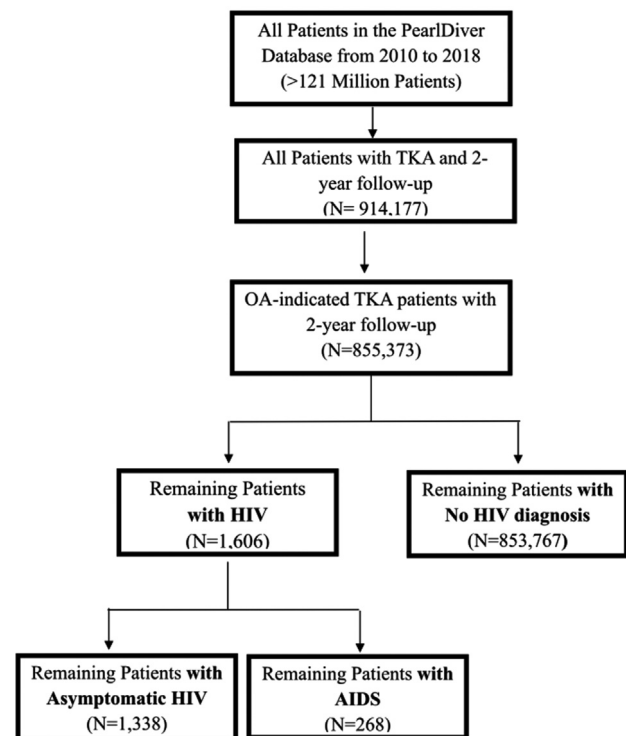 All Patients in the PearlDiver
Database from 2010 to 2018
(>121 Million Patients)
All Patients with TKA and 2-
year follow-up
(N= 914,177)
OA-indicated TKA patients with
2-year follow-up
(N=855,373)
Remaining Patients
with HIV
(N=1,606)
Remaining Patients with
No HIV diagnosis
(N=853,767)
Remaining Patients with
Asymptomatic HIV
(N=1,338)
Remaining Patients with
AIDS
(N=268)